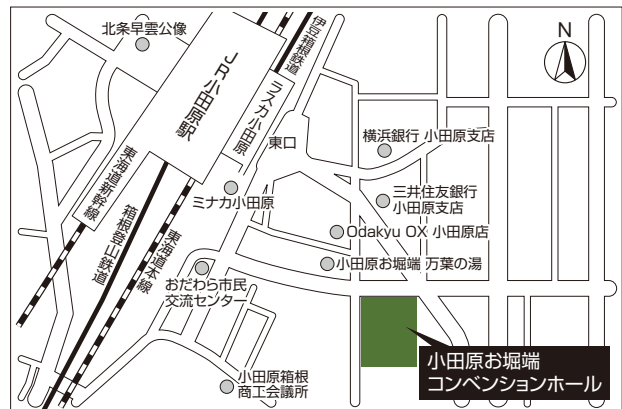 北条早雲公像
JR小田原駅
伊豆箱根鉄道
ラスカ小田原
東口
N
横浜銀行 小田原支店
三井住友銀行
小田原支店
ミナカ小田原
東海道新幹線
箱根登山鉄道
東海道本線
Odakyu OX 小田原店
小田原お堀端 万葉の湯
おだわら市民
交流センター
小田原箱根
商工会議所
小田原お堀端
コンベンションホール